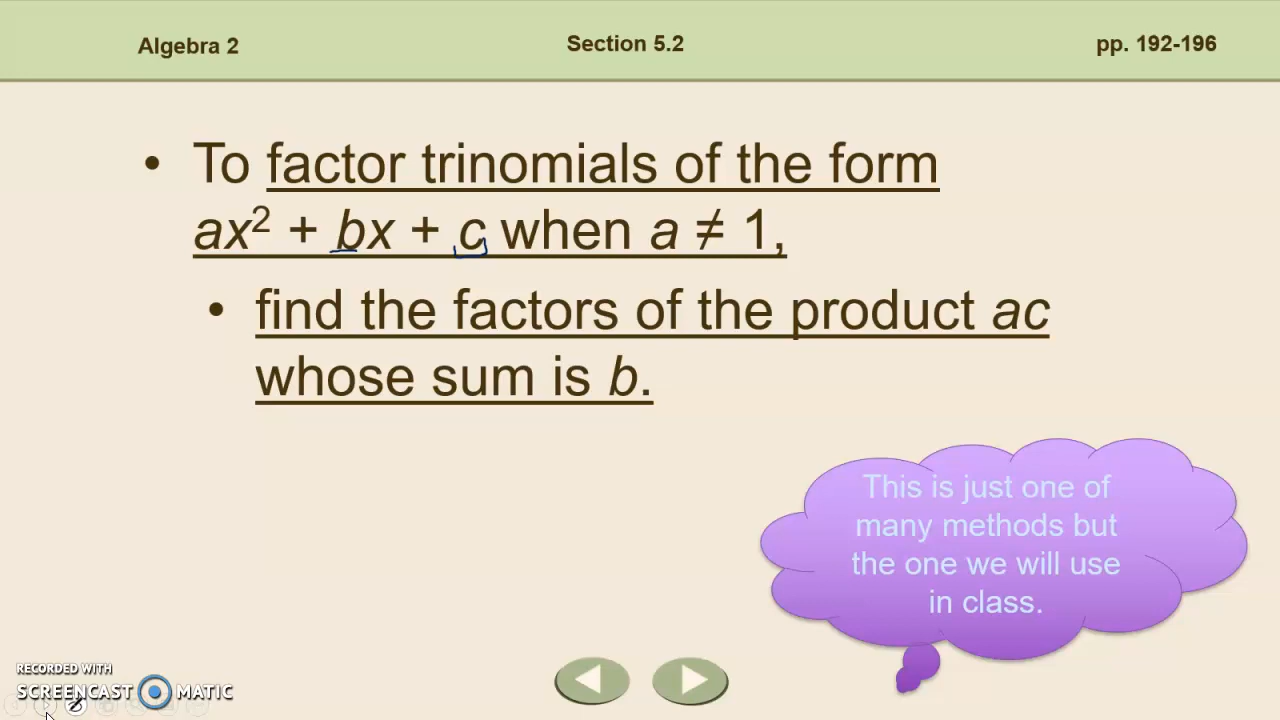 Algebra 2
Section 5.2
pp. 192-196
• To factor trinomials of the form
ax² + bx + c when a ≠ 1,
• find the factors of the product ac
whose sum is b.
This is just one of
many methods but
the one we will use
in class.
RECORDED WITH
SCREENCAST MATIC